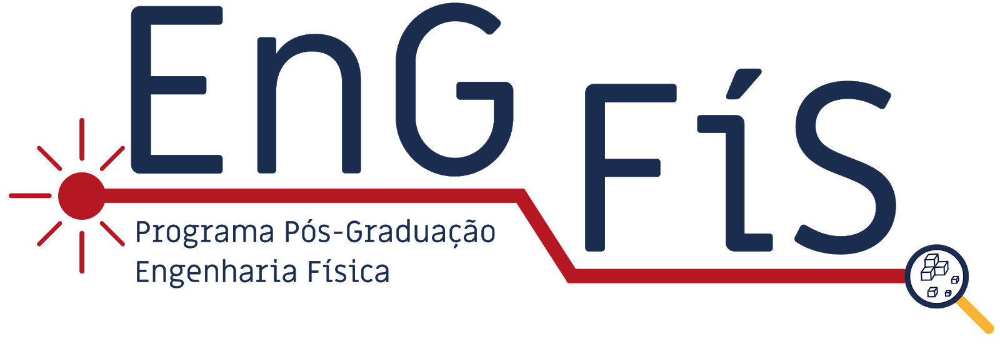 EnG FíS
Programa Pós-Graduação
Engenharia Física